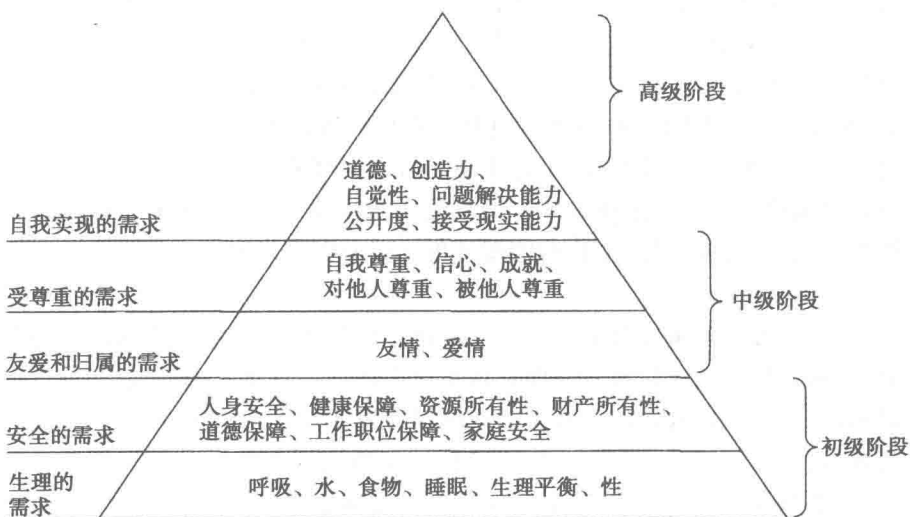 高级阶段
道德、创造力、
自觉性、问题解决能力
公开度、接受现实能力
自我实现的需求
自我尊重、信心、成就、
对他人尊重、被他人尊重
受尊重的需求
中级阶段
友情、爱情
友爱和归属的需求
人身安全、健康保障、资源所有性、财产所有性、
道德保障、工作职位保障、家庭安全
安全的需求
初级阶段
生理的
需求
呼吸、水、食物、睡眠、生理平衡、性